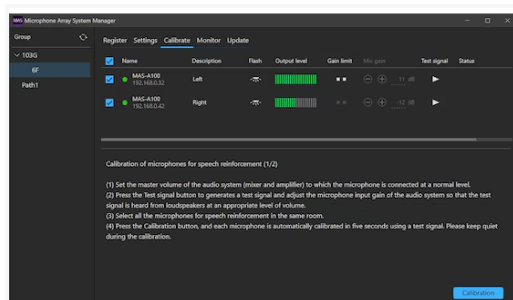 MAS Microphone Array System Manager
Group
103G
6F
Path1
Register Settings Calibrate Monitor Update
Name Description Flash Output level Gain limit Mic gain Test signal Status
MAS-A100 Left 11 dB
192.168.0.32
MAS-A100 Right -12 dB
192.168.0.42
Calibration of microphones for speech reinforcement (1/2)
(1) Set the master volume of the audio system (mixer and amplifier) to which the microphone is connected at a normal level.
(2) Press the Test signal button to generates a test signal and adjust the microphone input gain of the audio system so that the test
signal is heard from loudspeakers at an appropriate level of volume.
(3) Select all the microphones for speech reinforcement in the same room.
(4) Press the Calibration button, and each microphone is automatically calibrated in five seconds using a test signal. Please keep quiet
during the calibration.
Calibration